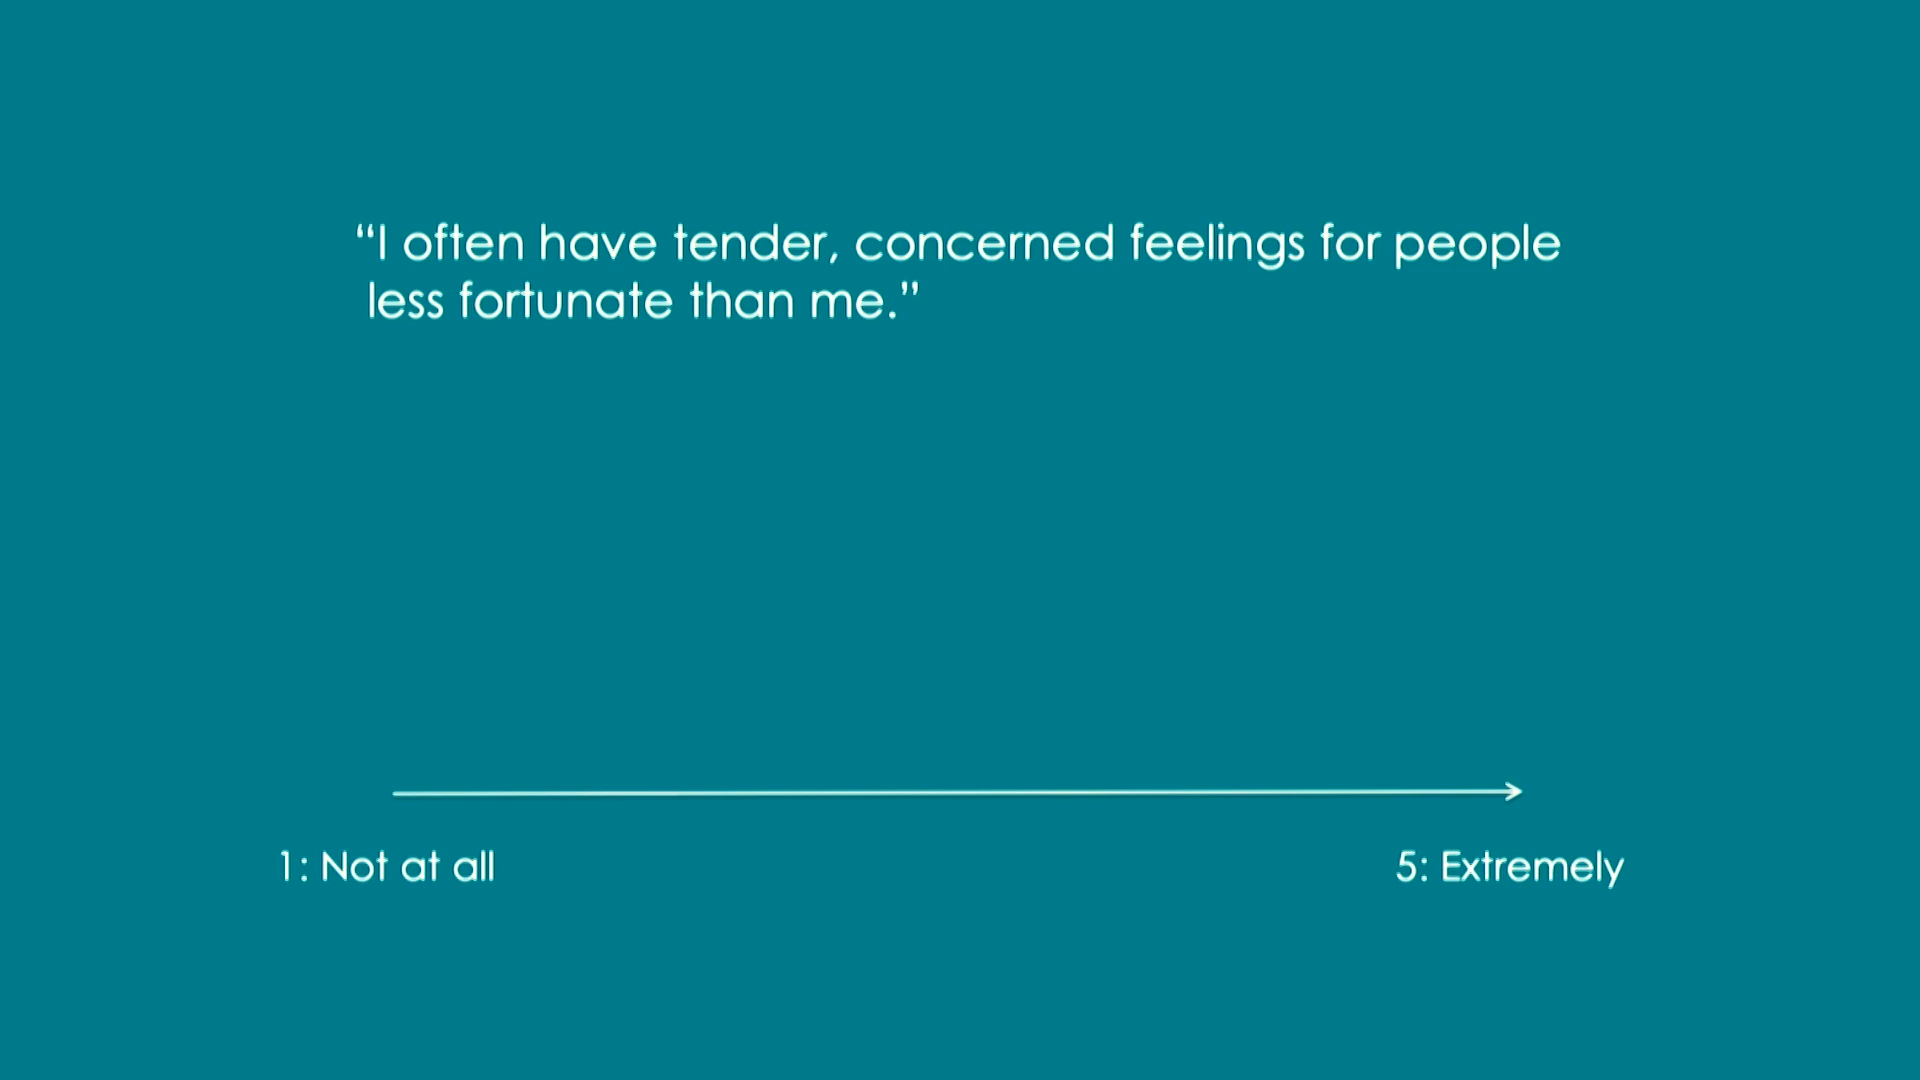 “I often have tender, concerned feelings for people
less fortunate than me.”
1: Not at all
5: Extremely